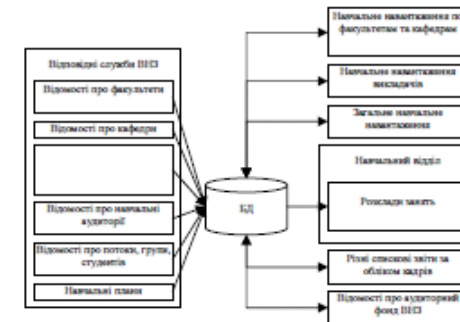 Відповідні служби ВНЗ
Відомості про факультети
Відомості про кафедри
Відомості про навчальні
аудиторії
Відомості про потоки, групи,
студентів
Навчальні плани
БД
Навчальне навантаження по
факультетам та кафедрам
Навчальне навантаження
викладачів
Загальне навчальне
навантаження
Навчальний відділ
Розклади занять
Різні спискові звіти за
обліком кадрів
Відомості про аудиторний
фонд ВНЗ